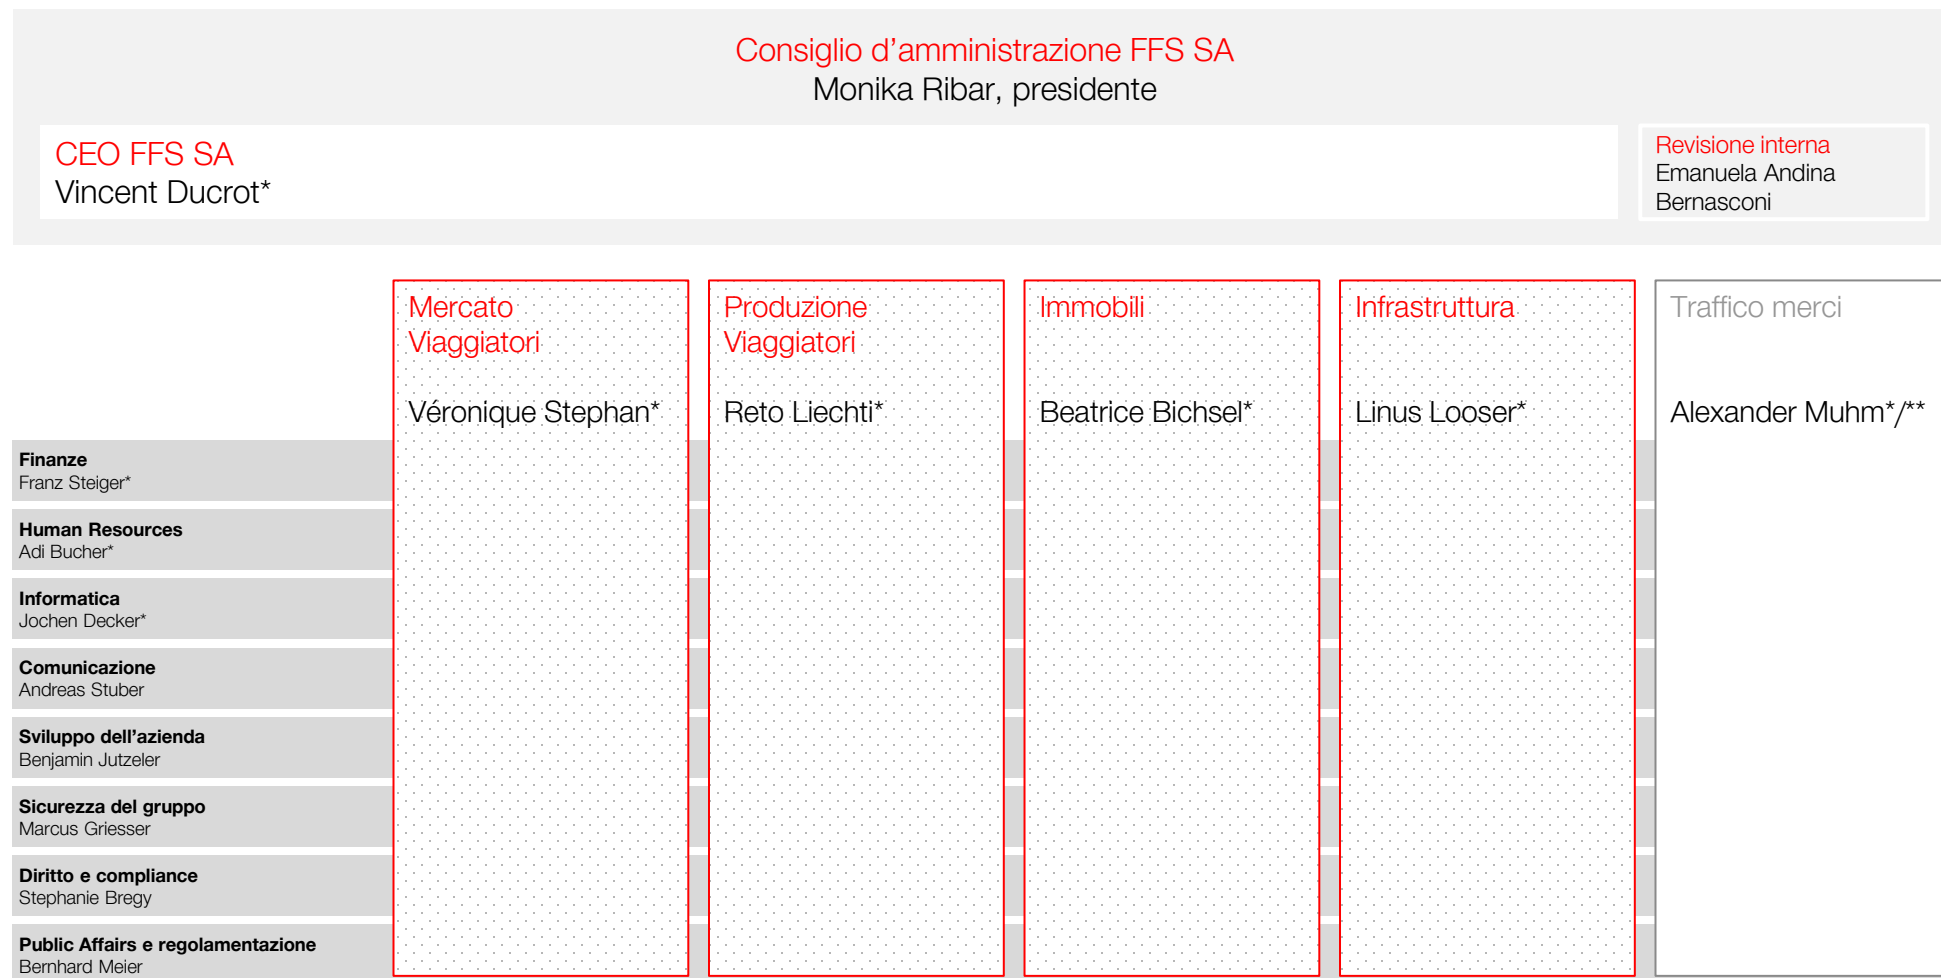 Consiglio d’amministrazione FFS SA
Monika Ribar, presidente
CEO FFS SA
Vincent Ducrot*
Revisione interna
Emanuela Andina
Bernasconi
Mercato
Viaggiatori
Véronique Stephan*
Produzione
Viaggiatori
Reto Liechti*
Immobili
Beatrice Bichsel*
Infrastruttura
Linus Looser*
Traffico merci
Alexander Muhm*/**
Finanze
Franz Steiger*
Human Resources
Adi Bucher*
Informatica
Jochen Decker*
Comunicazione
Andreas Stuber
Sviluppo dell’azienda
Benjamin Jutzeler
Sicurezza del gruppo
Marcus Griesser
Diritto e compliance
Stephanie Bregy
Public Affairs e regolamentazione
Bernhard Meier